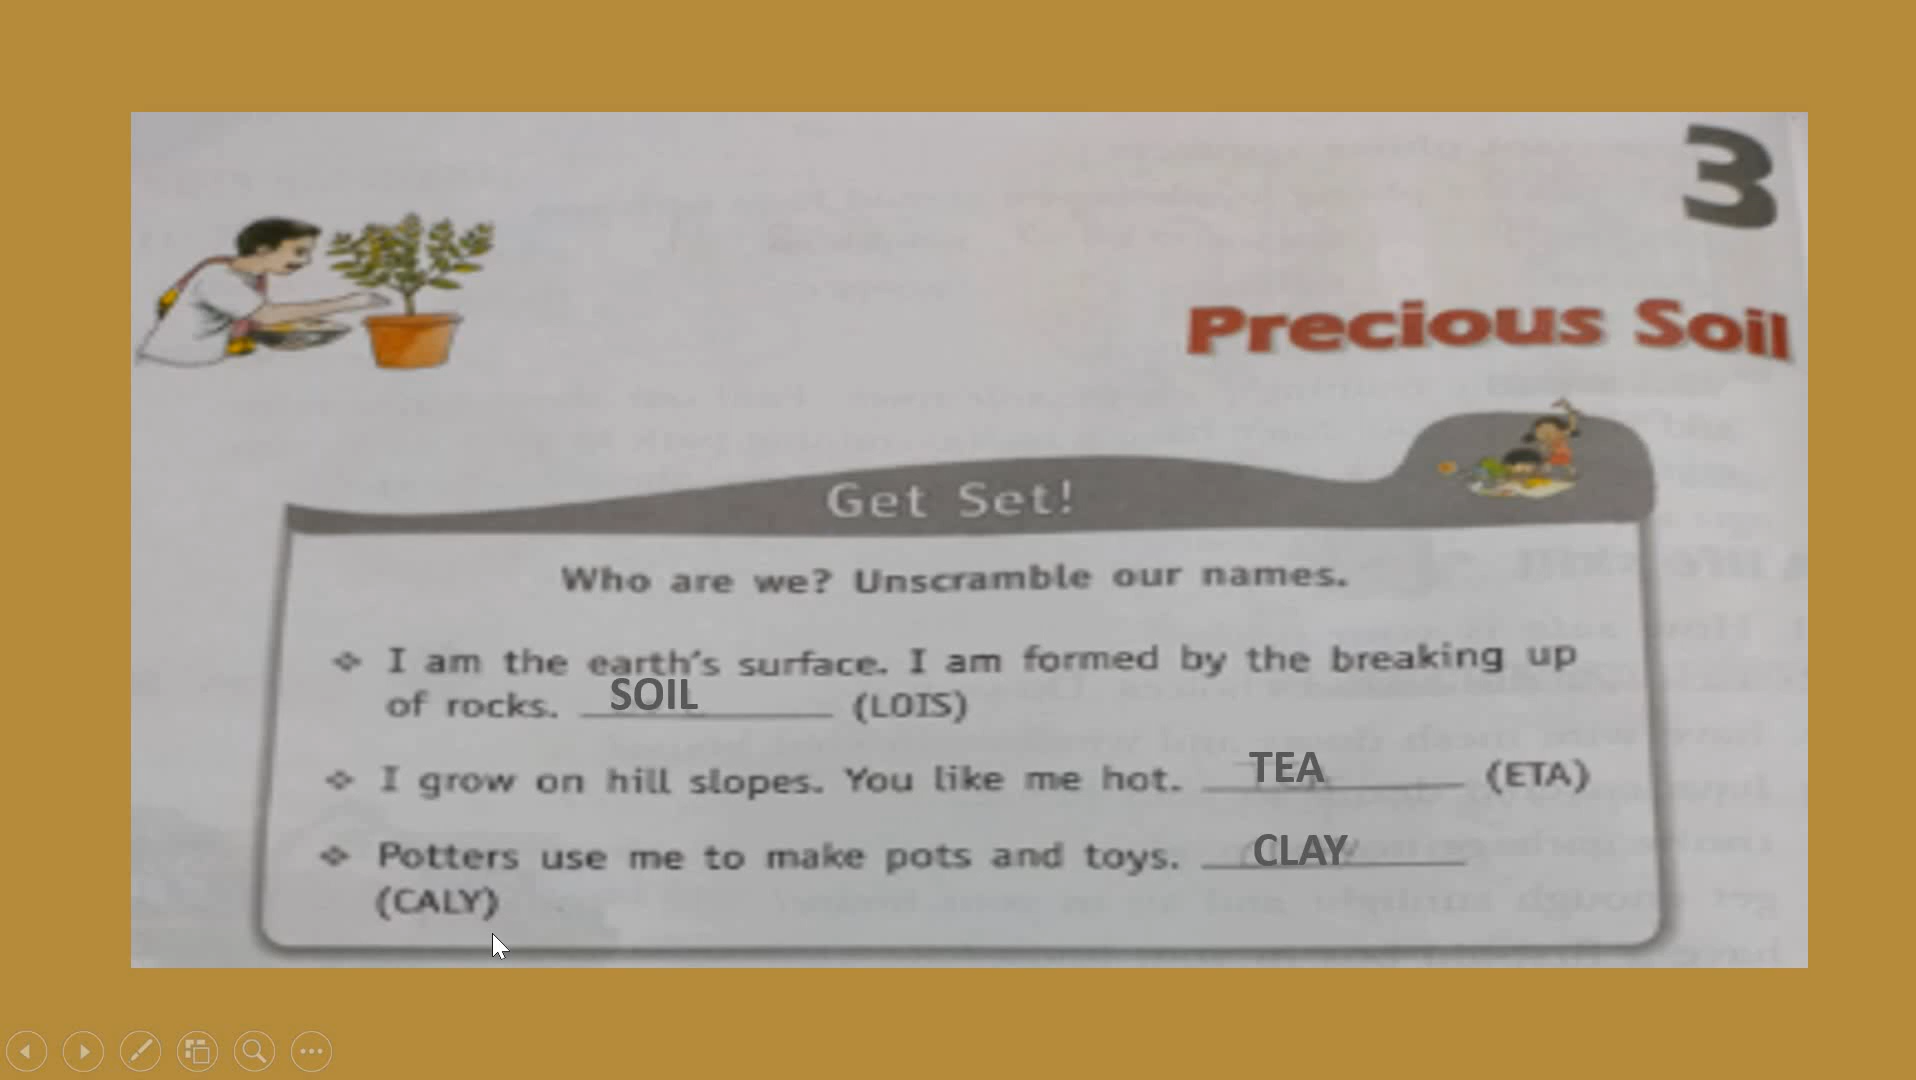 3
Precious Soil
Get Set!
Who are we? Unscramble our names.
❖ I am the earth's surface. I am formed by the breaking up
of rocks. SOIL (LOIS)
❖ I grow on hill slopes. You like me hot. TEA (ETA)
❖ Potters use me to make pots and toys. CLAY
(CALY)